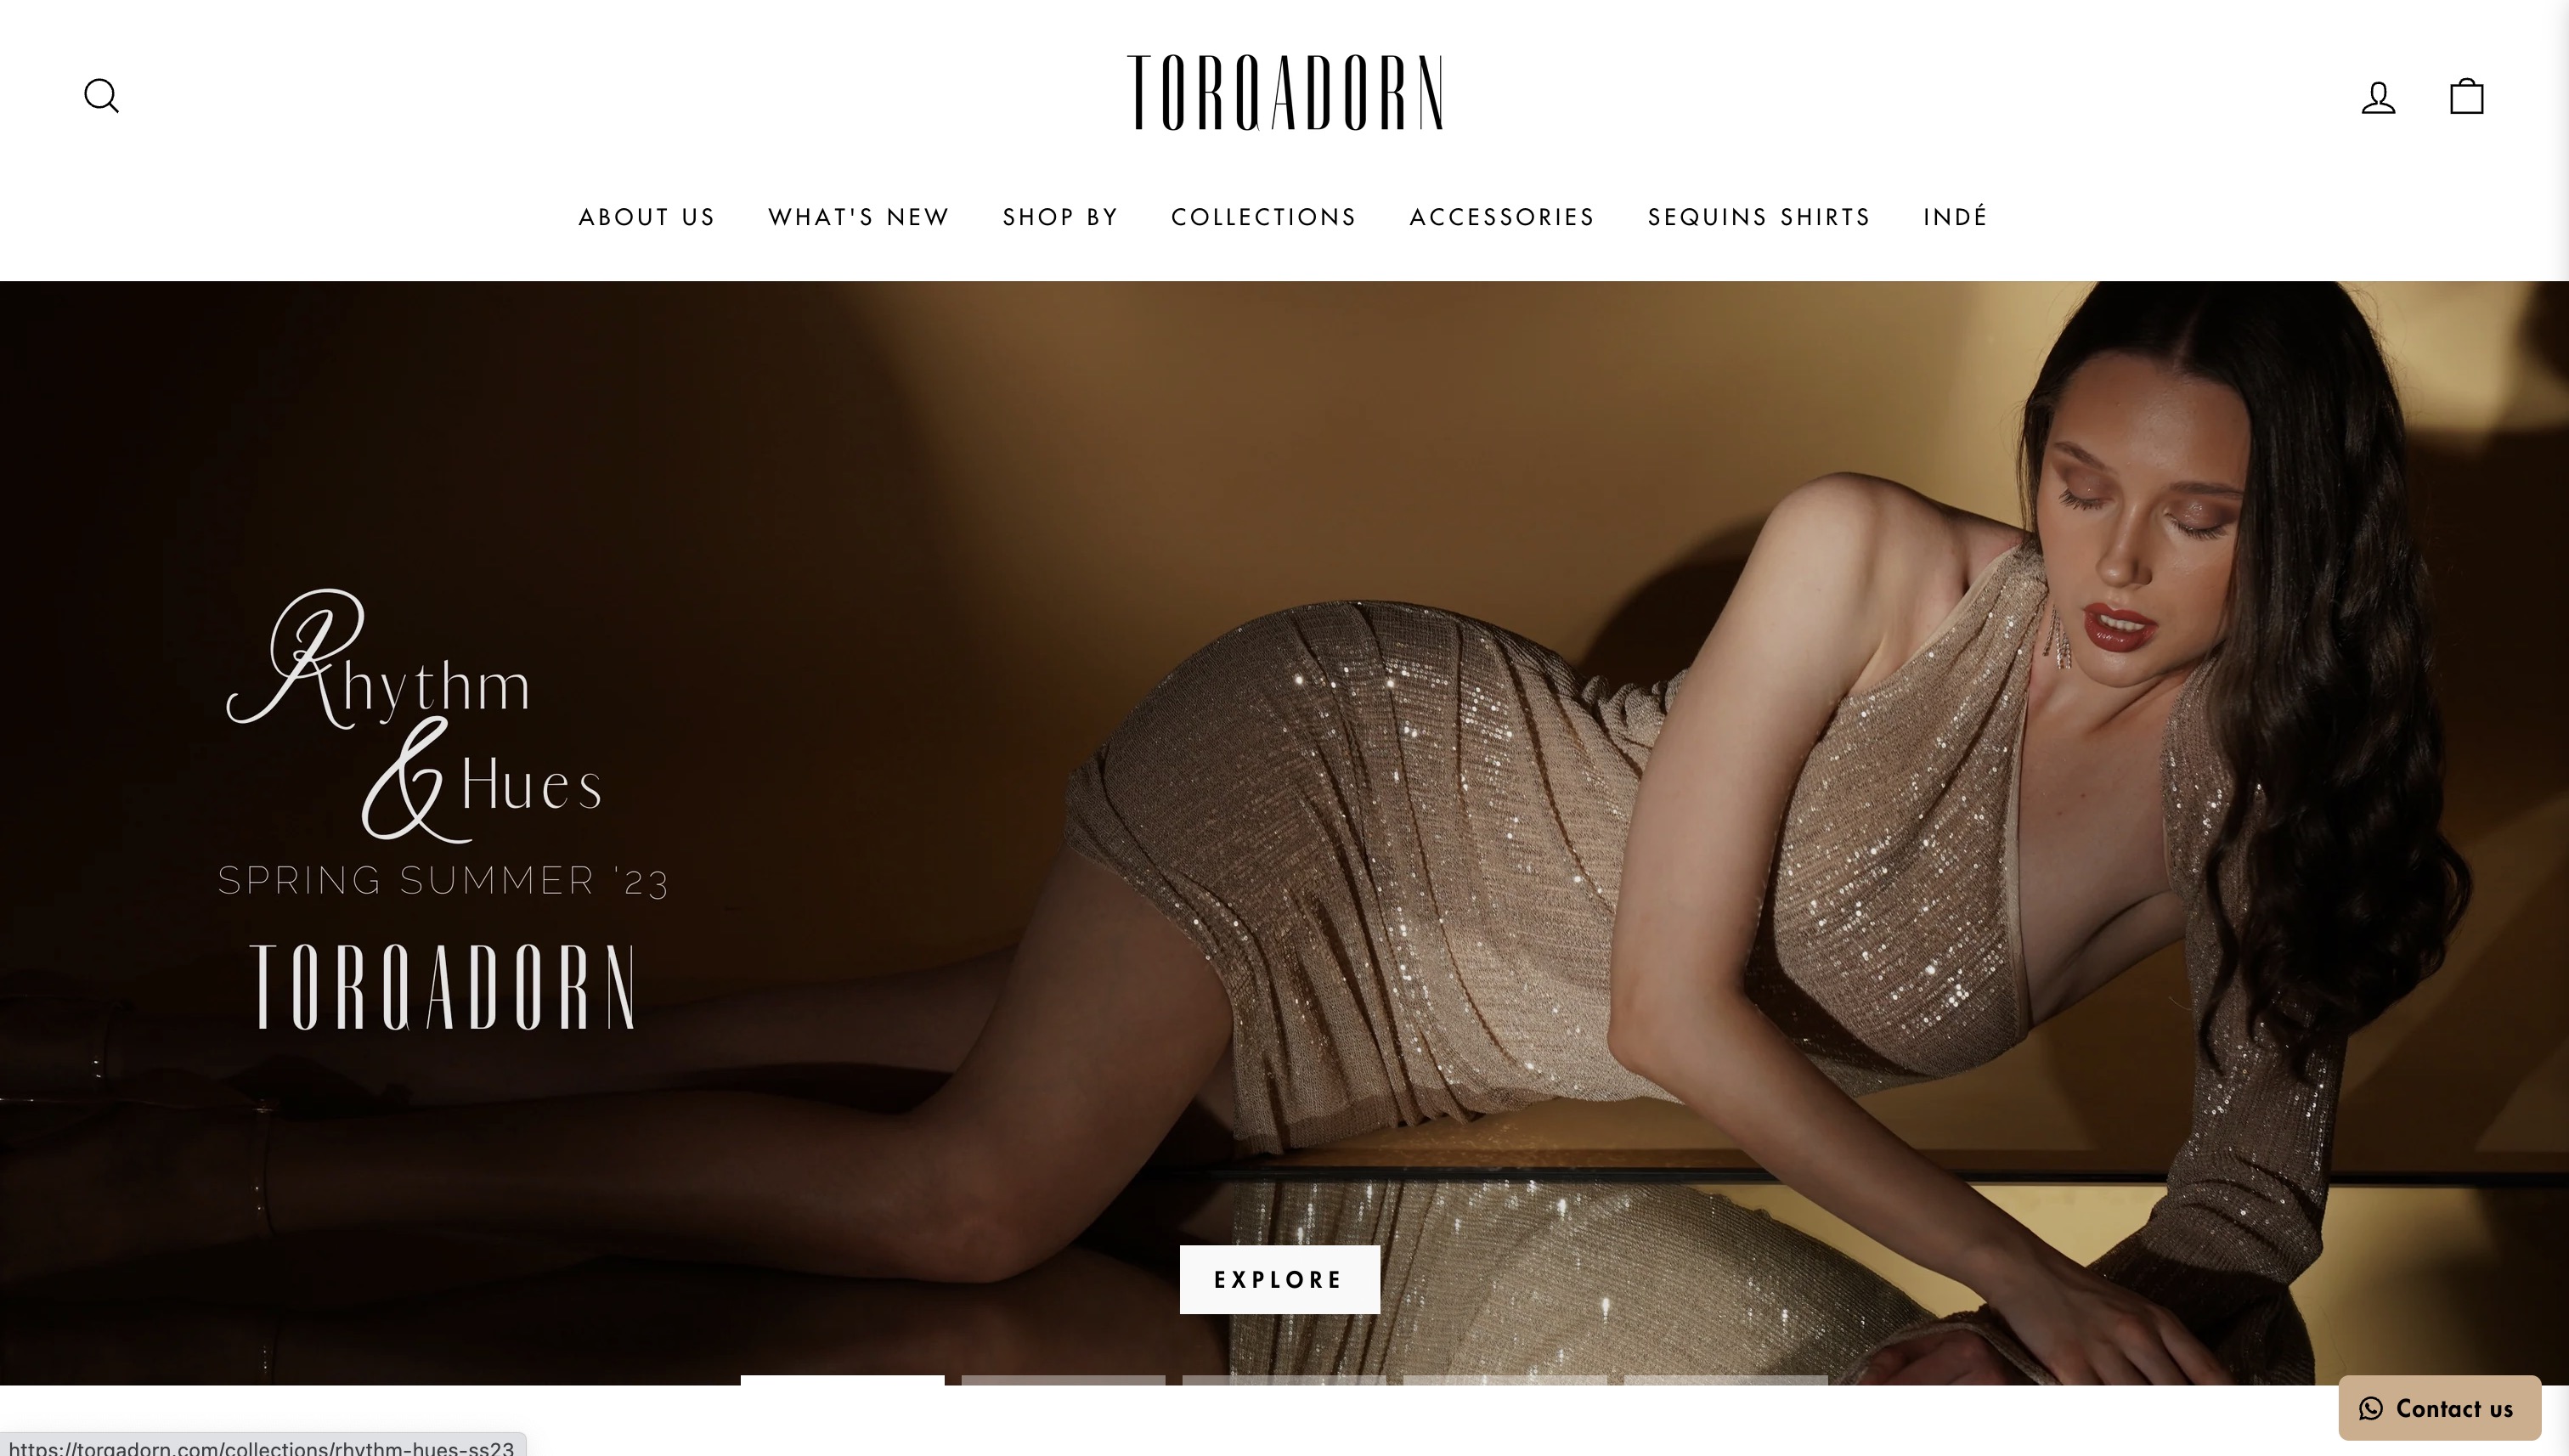 TORQADORN
ABOUT US WHAT'S NEW SHOP BY COLLECTIONS ACCESSORIES SEQUINS SHIRTS INDÉ
Rhythm
& Hues
SPRING SUMMER '23
TORQADORN
EXPLORE
Contact us
https://torqadorn.com/collections/rhythm-hues-ss23